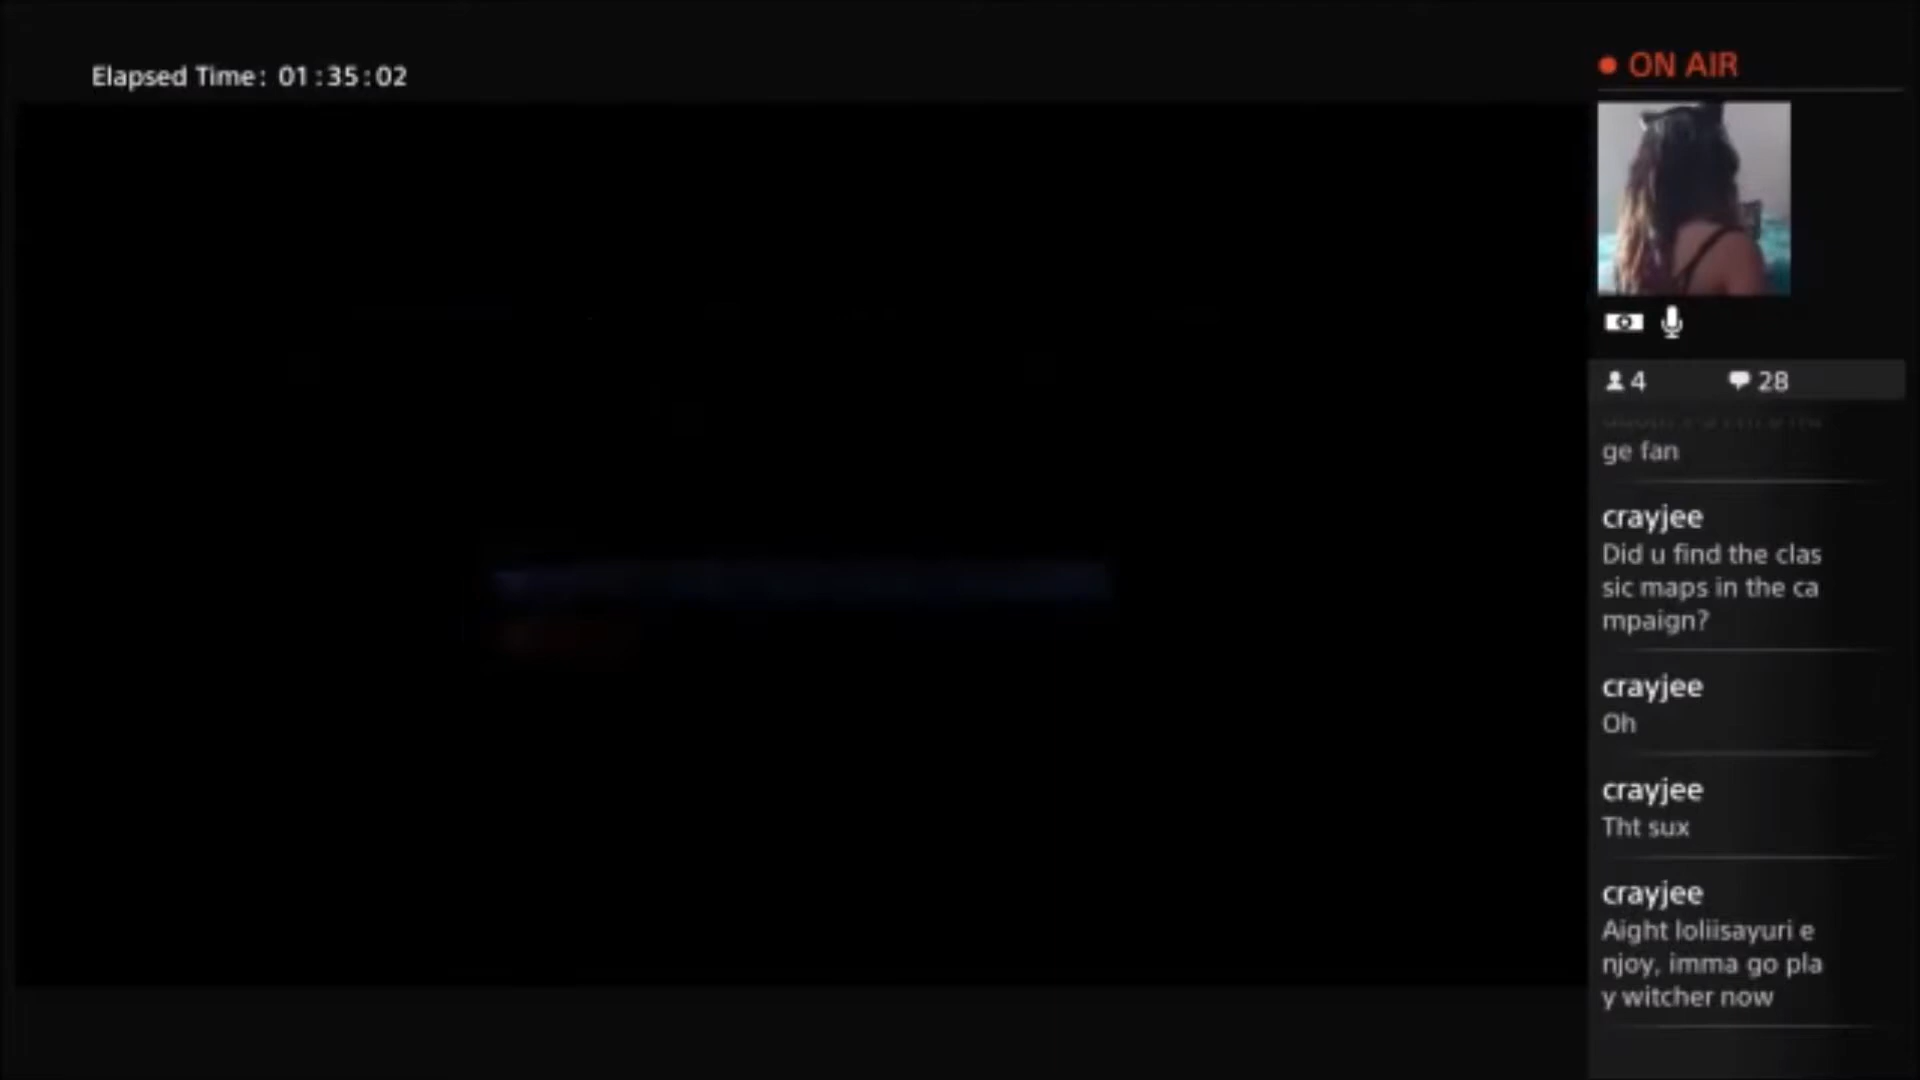 Elapsed Time: 01:35:02
ON AIR
4 28
ge fan
crayjee
Did u find the clas
sic maps in the ca
mpaign?
crayjee
Oh
crayjee
Tht sux
crayjee
Aight loliisayuri e
njoy, imma go pla
y witcher now